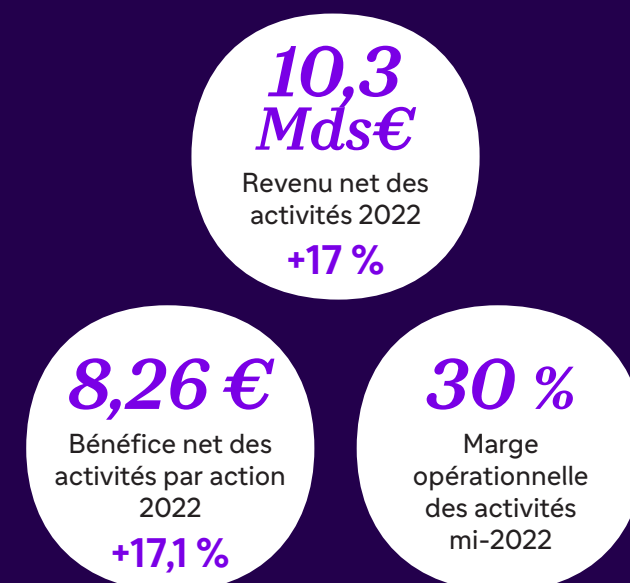 10,3
Mds€
Revenu net des
activités 2022
+17 %
8,26 €
Bénéfice net des
activités par action
2022
+17,1 %
30 %
Marge
opérationnelle
des activités
mi-2022